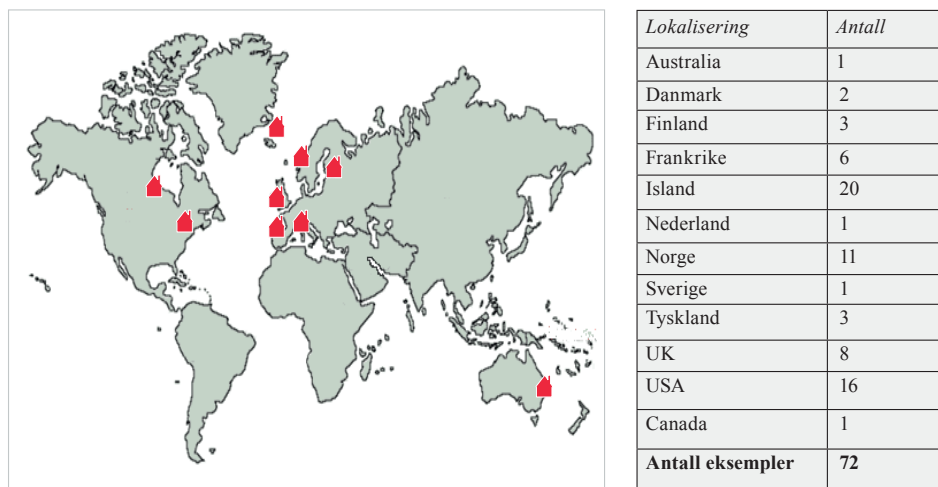 Lokalisering Antall
Australia 1
Danmark 2
Finland 3
Frankrike 6
Island 20
Nederland 1
Norge 11
Sverige 1
Tyskland 3
UK 8
USA 16
Canada 1
Antall eksempler 72